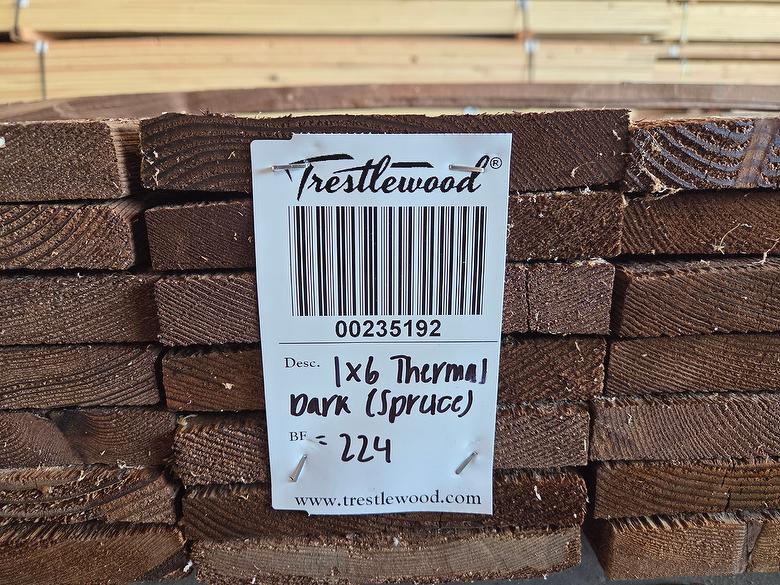 Trestlewood®
00235192
Desc. 1x6 Thermal
Dark (Spruce)
BF = 224
www.trestlewood.com